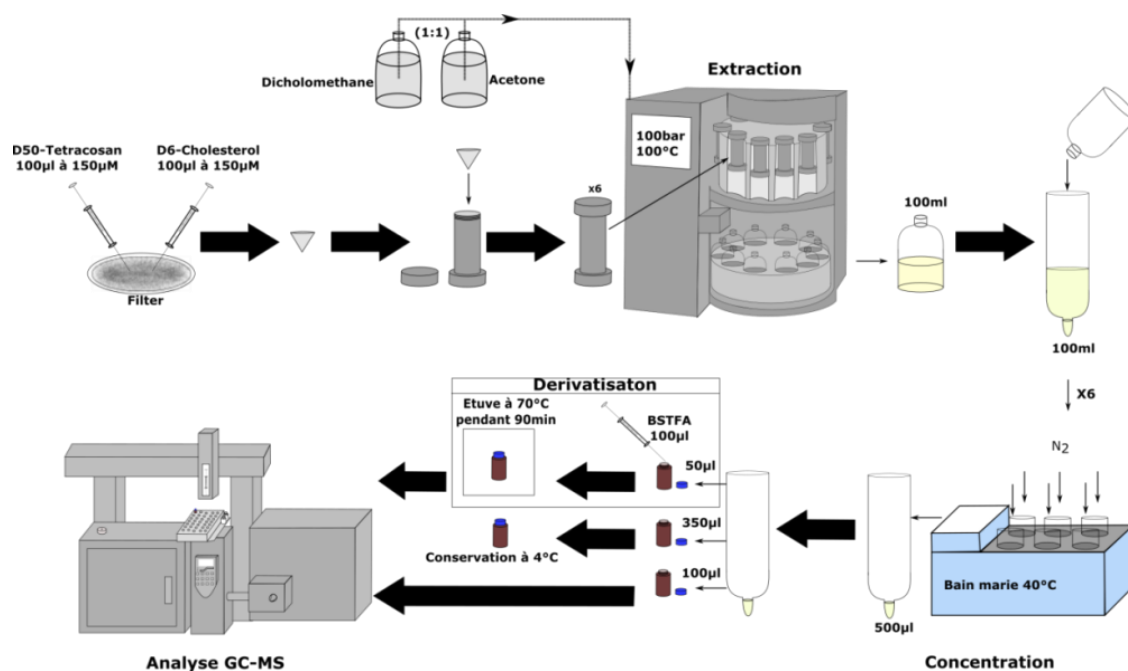 (1:1)
Dicholomethane
Acetone
Extraction
100bar
100°C
D50-Tetracosan
100µl à 150µM
D6-Cholesterol
100µl à 150µM
x6
100ml
Filter
100ml
X6
N2
Derivatisaton
Etuve à 70°C
pendant 90min
BSTFA
100µl
50µl
350µl
Conservation à 4°C
100µl
500µl
Bain marie 40°C
Analyse GC-MS
Concentration